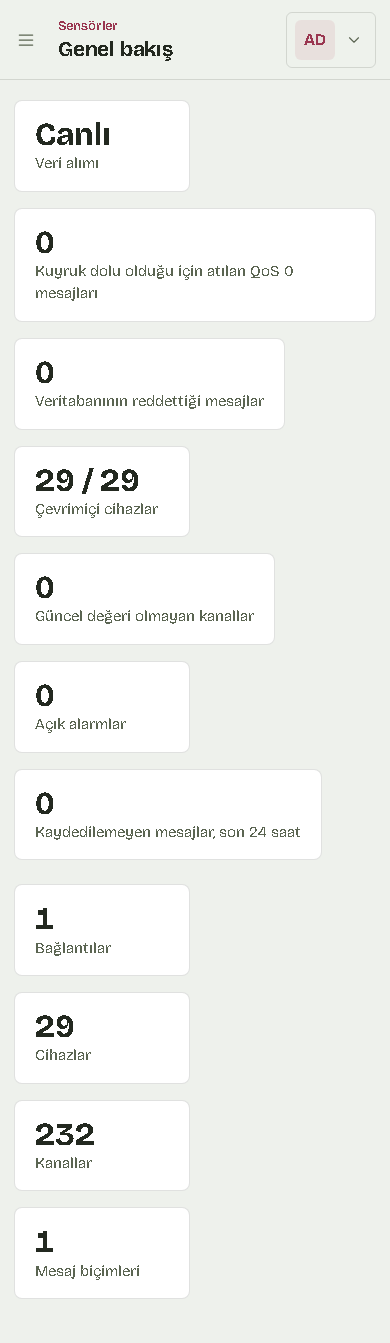 Sensörler
Genel bakış
AD
Canlı
Veri alımı
0
Kuyruk dolu olduğu için atılan QoS 0
mesajları
0
Veritabanının reddettiği mesajlar
29 / 29
Çevrimiçi cihazlar
0
Güncel değeri olmayan kanallar
0
Açık alarmlar
0
Kaydedilemeyen mesajlar, son 24 saat
1
Bağlantılar
29
Cihazlar
232
Kanallar
1
Mesaj biçimleri